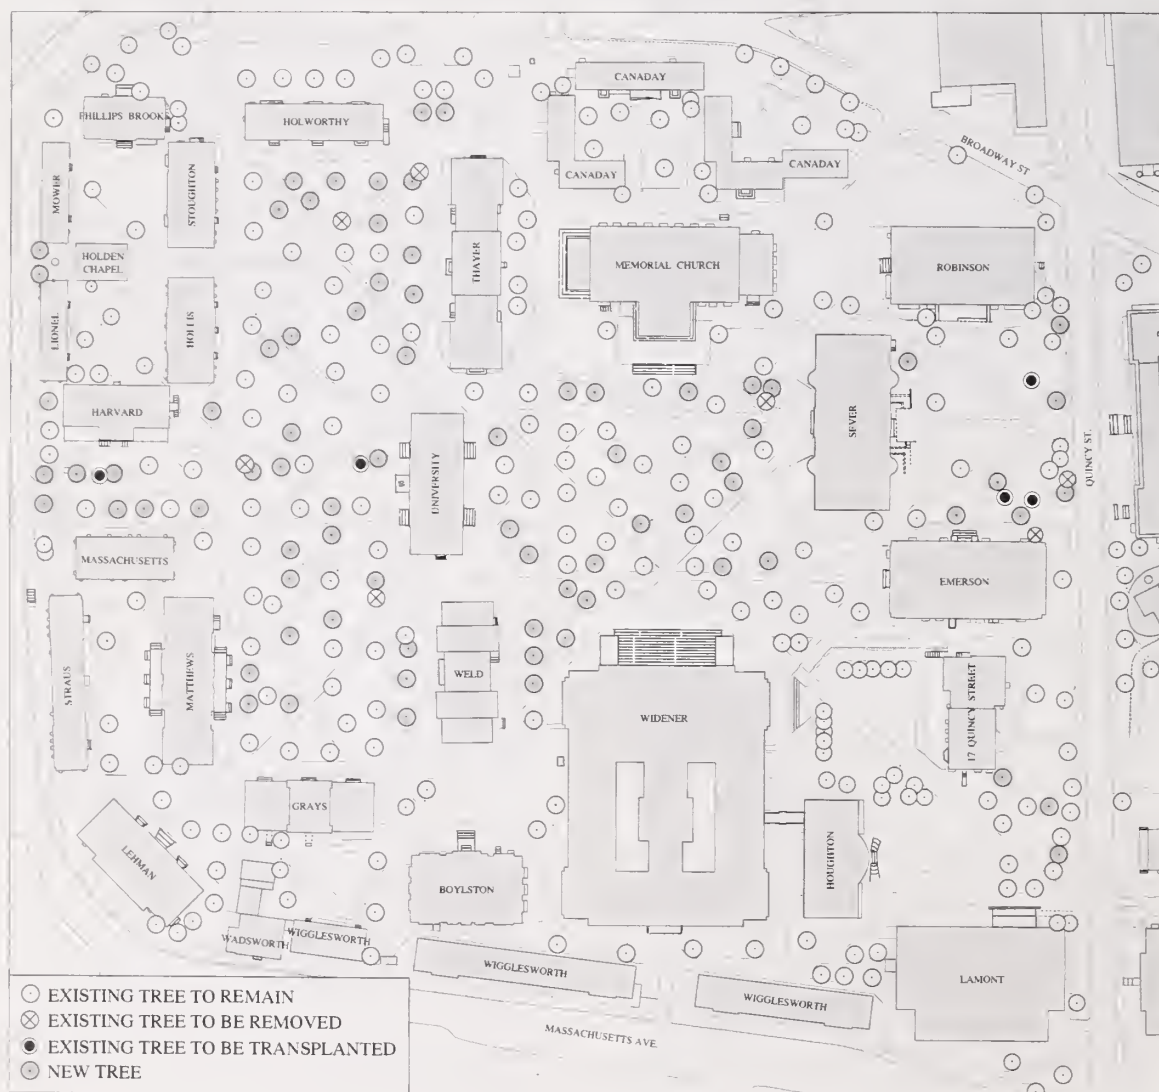 CANADAY
PHILLIPS BROOKS
HOLWORTHY
BROADWAY ST
CANADAY
CANADAY
MOWER
STOUGHTON
HOLDEN
CHAPEL
THAYER
MEMORIAL CHURCH
ROBINSON
LIONEL
HOLLIS
HARVARD
SEVER
QUINCY ST.
UNIVERSITY
MASSACHUSETTS
EMERSON
STRAUS
MATTHEWS
WELD
WIDENER
17 QUINCY STREET
GRAYS
LEHMAN
BOYLSTON
HOUGHTON
WADSWORTH
WIGGLESWORTH
WIGGLESWORTH
WIGGLESWORTH
LAMONT
MASSACHUSETTS AVE.
EXISTING TREE TO REMAIN
EXISTING TREE TO BE REMOVED
EXISTING TREE TO BE TRANSPLANTED
NEW TREE